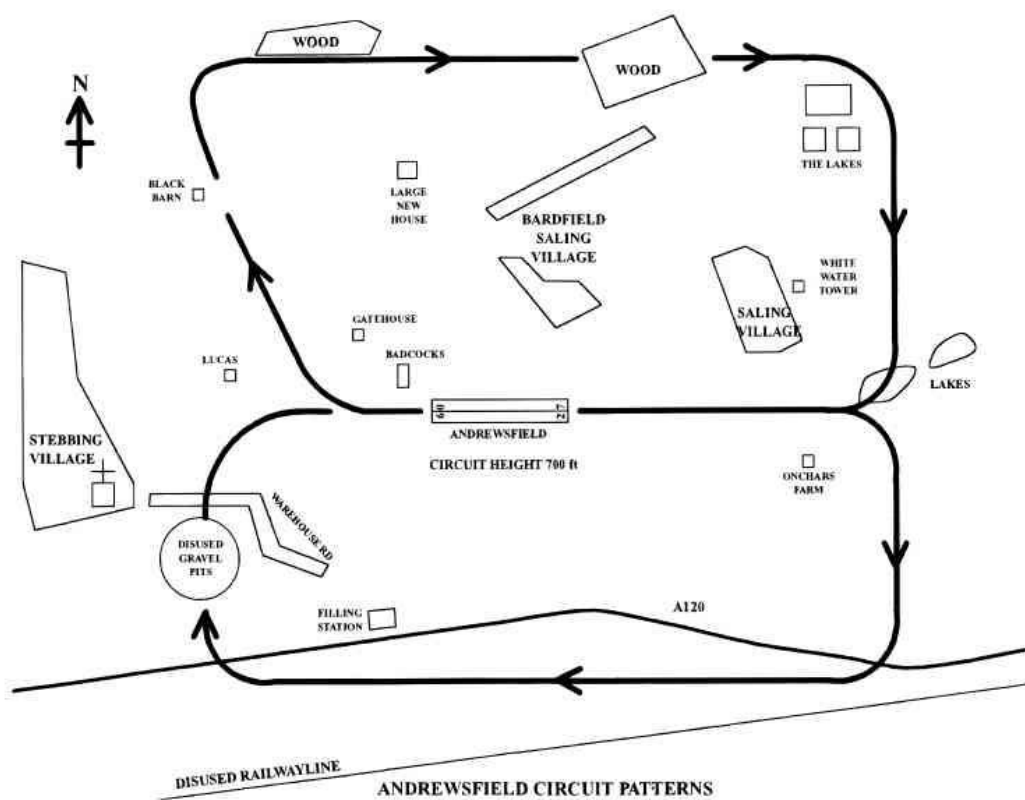 WOOD
WOOD
N
THE LAKES
BLACK
BARN
LARGE
NEW
HOUSE
BARDFIELD
SALING
VILLAGE
WHITE
WATER
TOWER
SALING
VILLAGE
GATEHOUSE
BADCOCKS
LUCAS
LAKES
09
27
ANDREWSFIELD
CIRCUIT HEIGHT 700 ft
STEBBING
VILLAGE
ONCHARS
FARM
WAREHOUSE RD
DISUSED
GRAVEL
PITS
FILLING
STATION
A120
DISUSED RAILWAYLINE
ANDREWSFIELD CIRCUIT PATTERNS